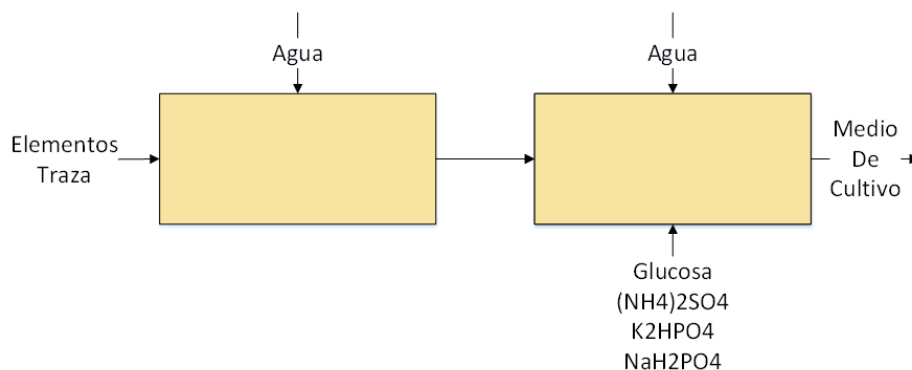 Agua
Agua
Elementos
Traza
Medio
De
Cultivo
Glucosa
(NH4)2SO4
K2HPO4
NaH2PO4